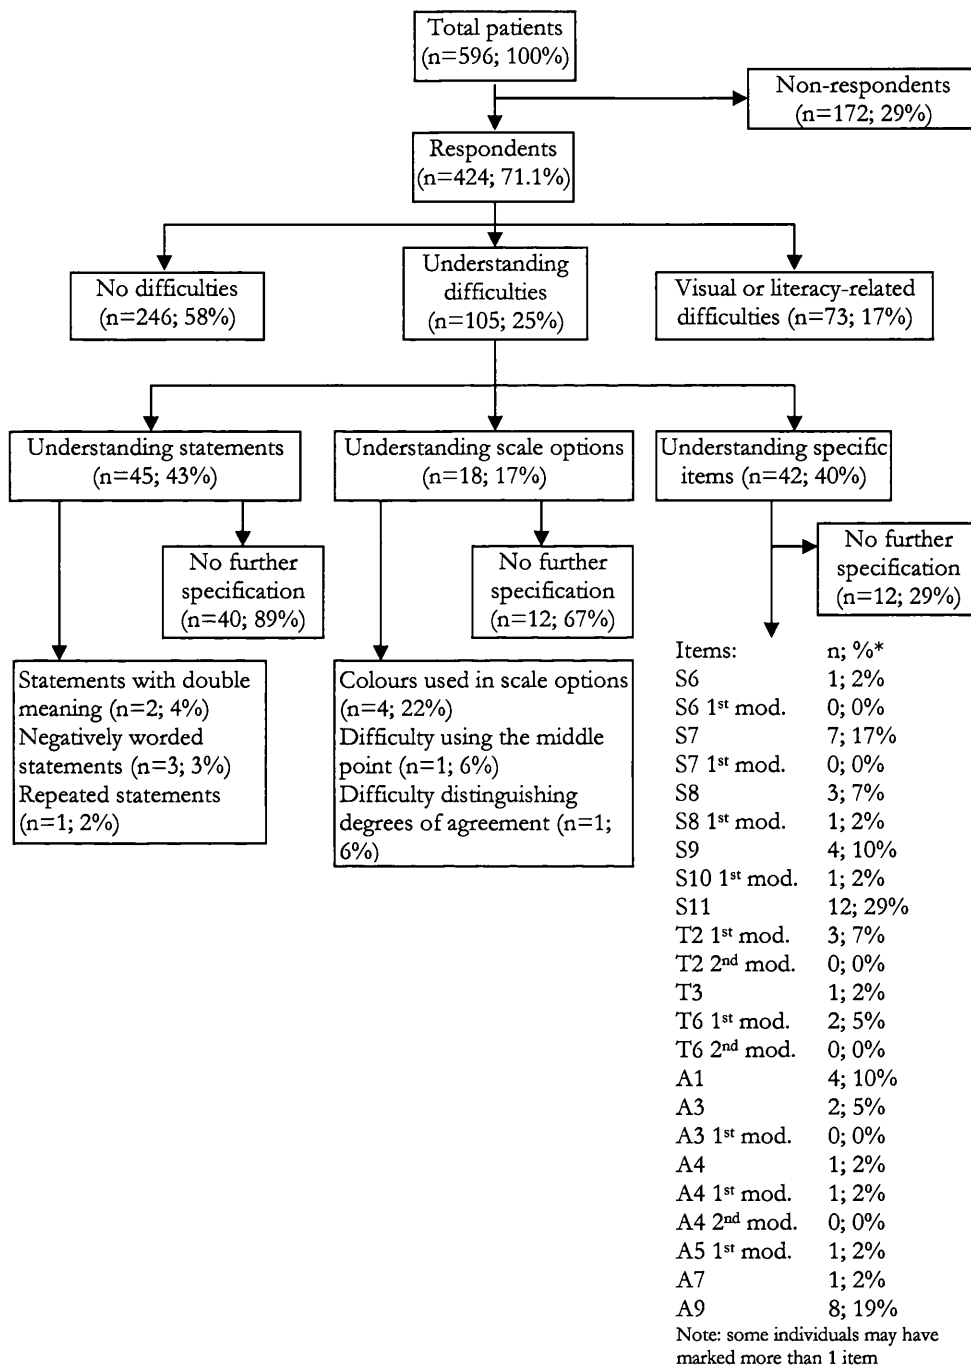 Total patients
(n=596; 100%)
Non-respondents
(n=172; 29%)
Respondents
(n=424; 71.1%)
No difficulties
(n=246; 58%)
Understanding
difficulties
(n=105; 25%)
Visual or literacy-related
difficulties (n=73; 17%)
Understanding statements
(n=45; 43%)
Understanding scale options
(n=18; 17%)
Understanding specific
items (n=42; 40%)
No further
specification
(n=40; 89%)
No further
specification
(n=12; 67%)
No further
specification
(n=12; 29%)
Statements with double
meaning (n=2; 4%)
Negatively worded
statements (n=3; 3%)
Repeated statements
(n=1; 2%)
Colours used in scale options
(n=4; 22%)
Difficulty using the middle
point (n=1; 6%)
Difficulty distinguishing
degrees of agreement (n=1;
6%)
Items: n; %*
S6 1; 2%
S6 1st mod. 0; 0%
S7 7; 17%
S7 1st mod. 0; 0%
S8 3; 7%
S8 1st mod. 1; 2%
S9 4; 10%
S10 1st mod. 1; 2%
S11 12; 29%
T2 1st mod. 3; 7%
T2 2nd mod. 0; 0%
T3 1; 2%
T6 1st mod. 2; 5%
T6 2nd mod. 0; 0%
A1 4; 10%
A3 2; 5%
A3 1st mod. 0; 0%
A4 1; 2%
A4 1st mod. 1; 2%
A4 2nd mod. 0; 0%
A5 1st mod. 1; 2%
A7 1; 2%
A9 8; 19%
Note: some individuals may have
marked more than 1 item